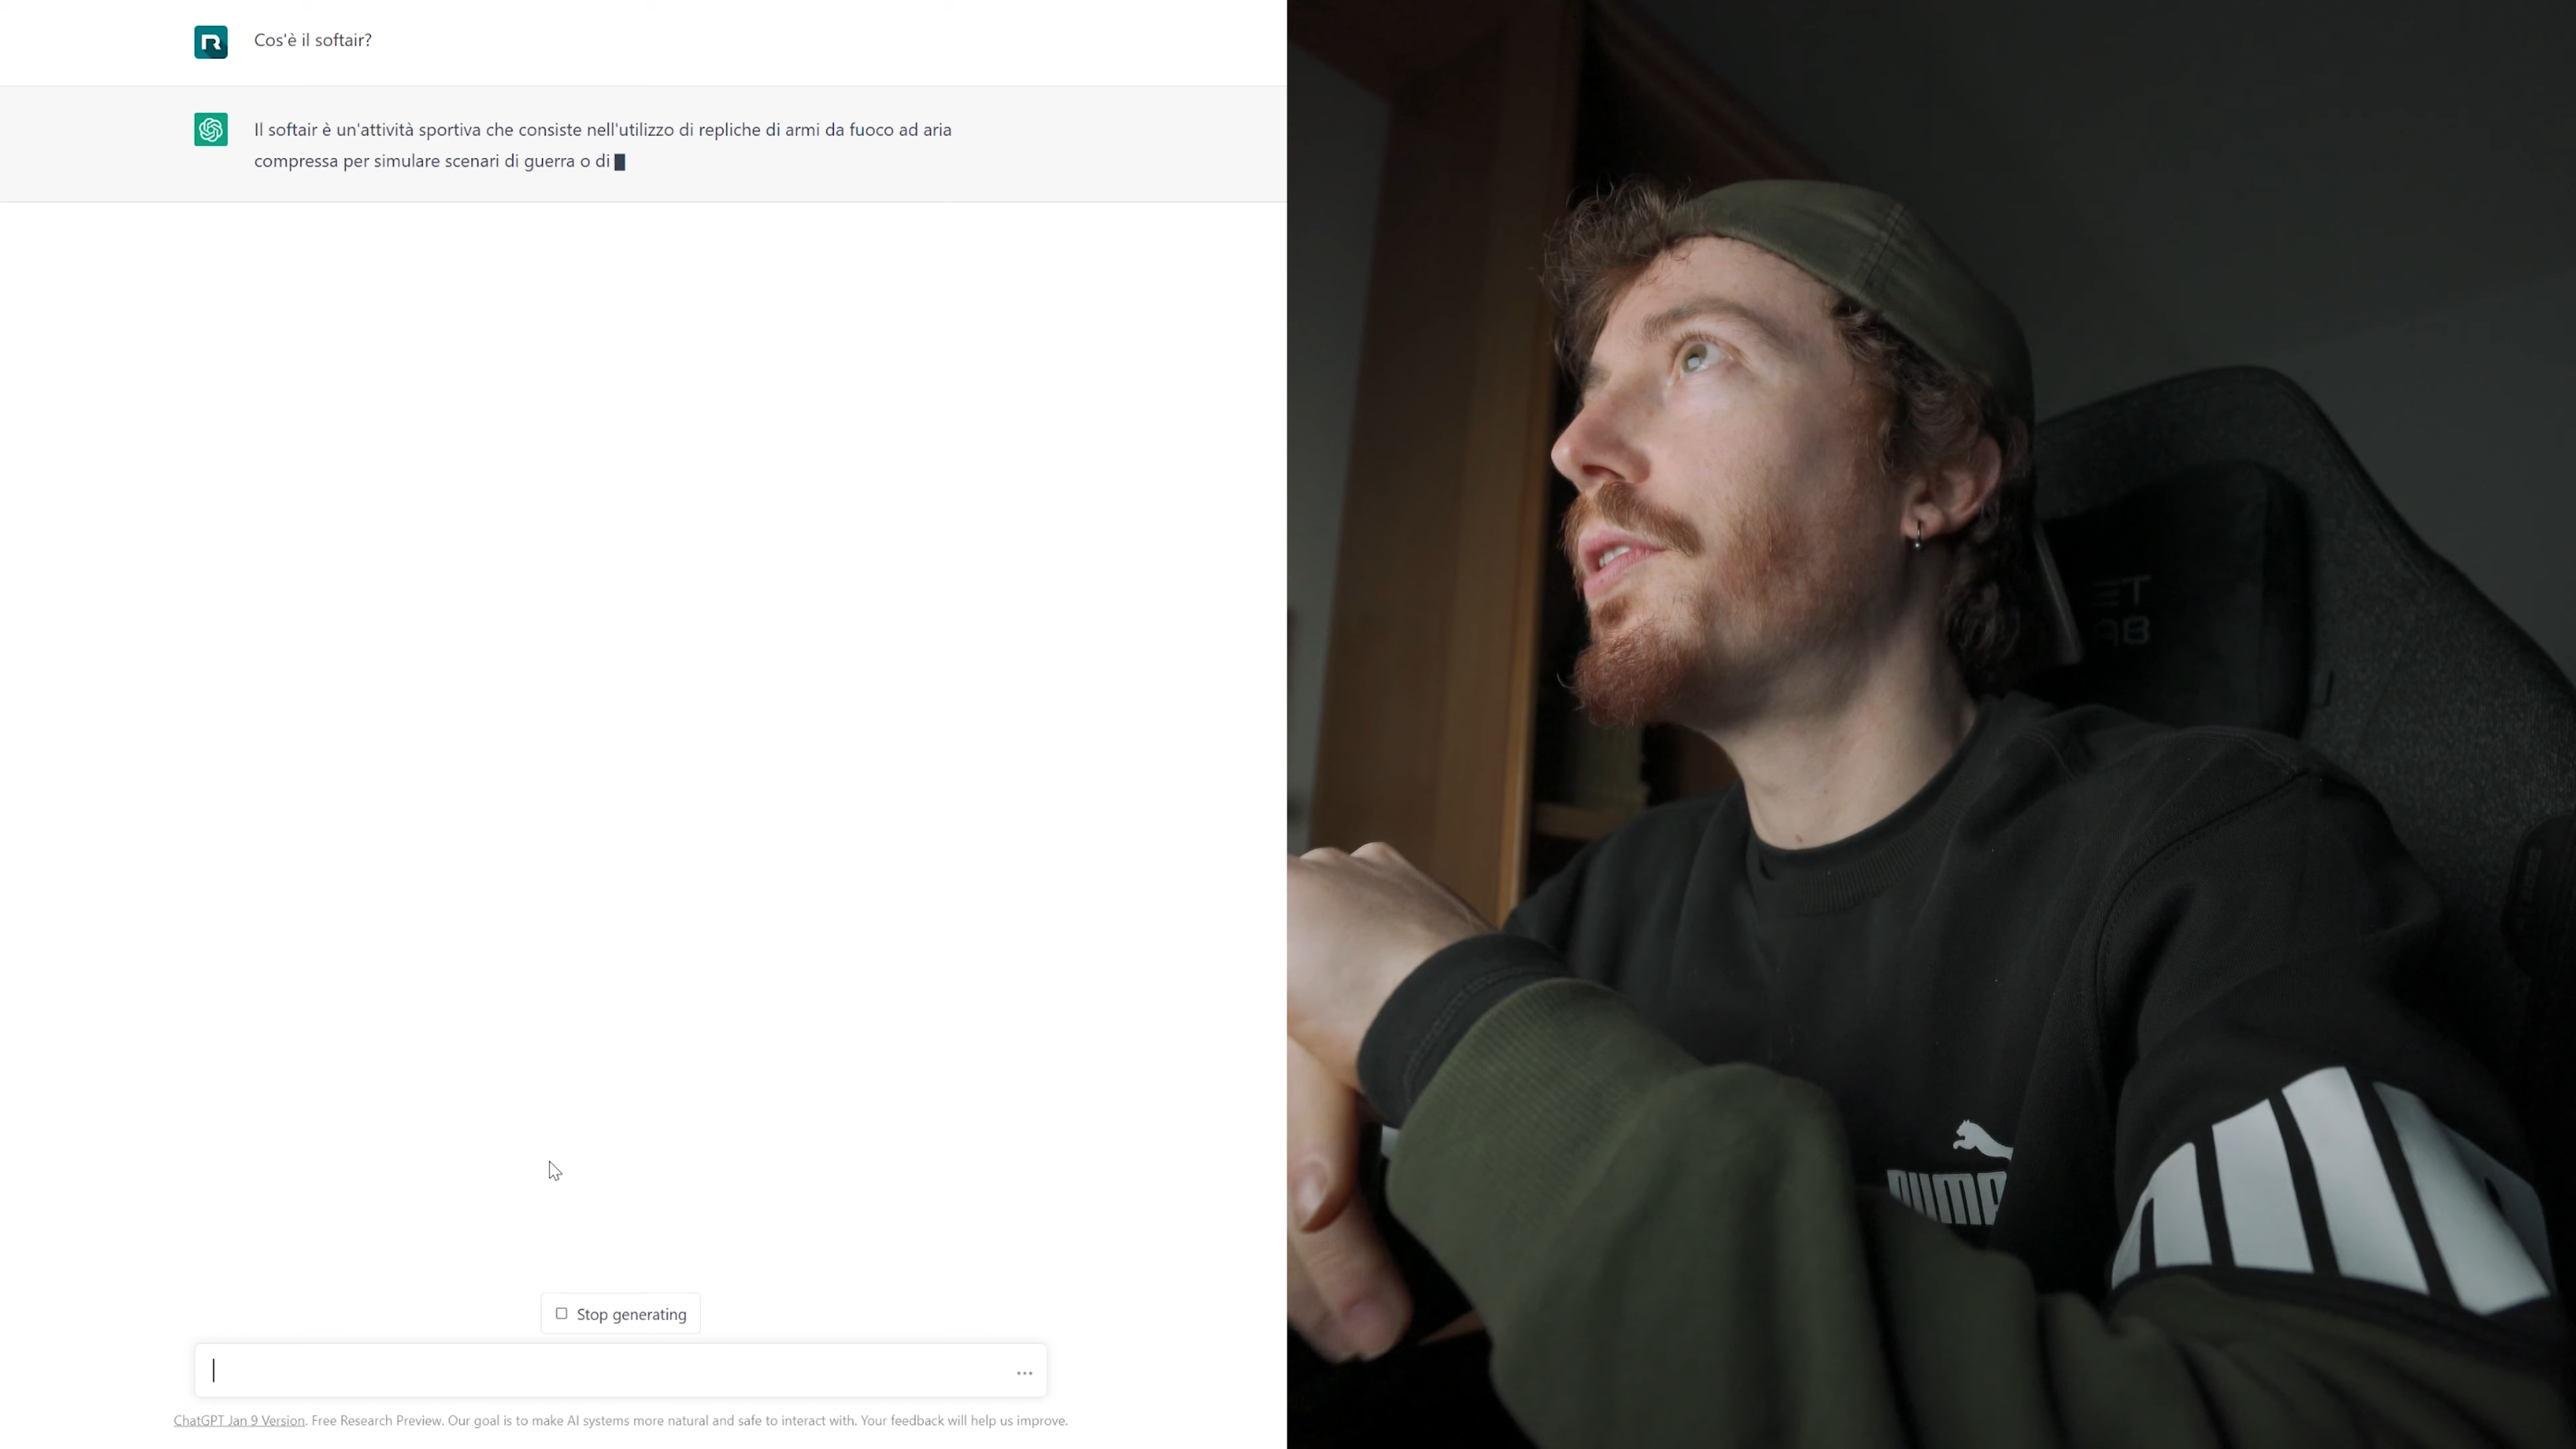 Cos'è il softair?
Il softair è un'attività sportiva che consiste nell'utilizzo di repliche di armi da fuoco ad aria
compressa per simulare scenari di guerra o di
Stop generating
ChatGPT Jan 9 Version. Free Research Preview. Our goal is to make AI systems more natural and safe to interact with. Your feedback will help us improve.
PUMA